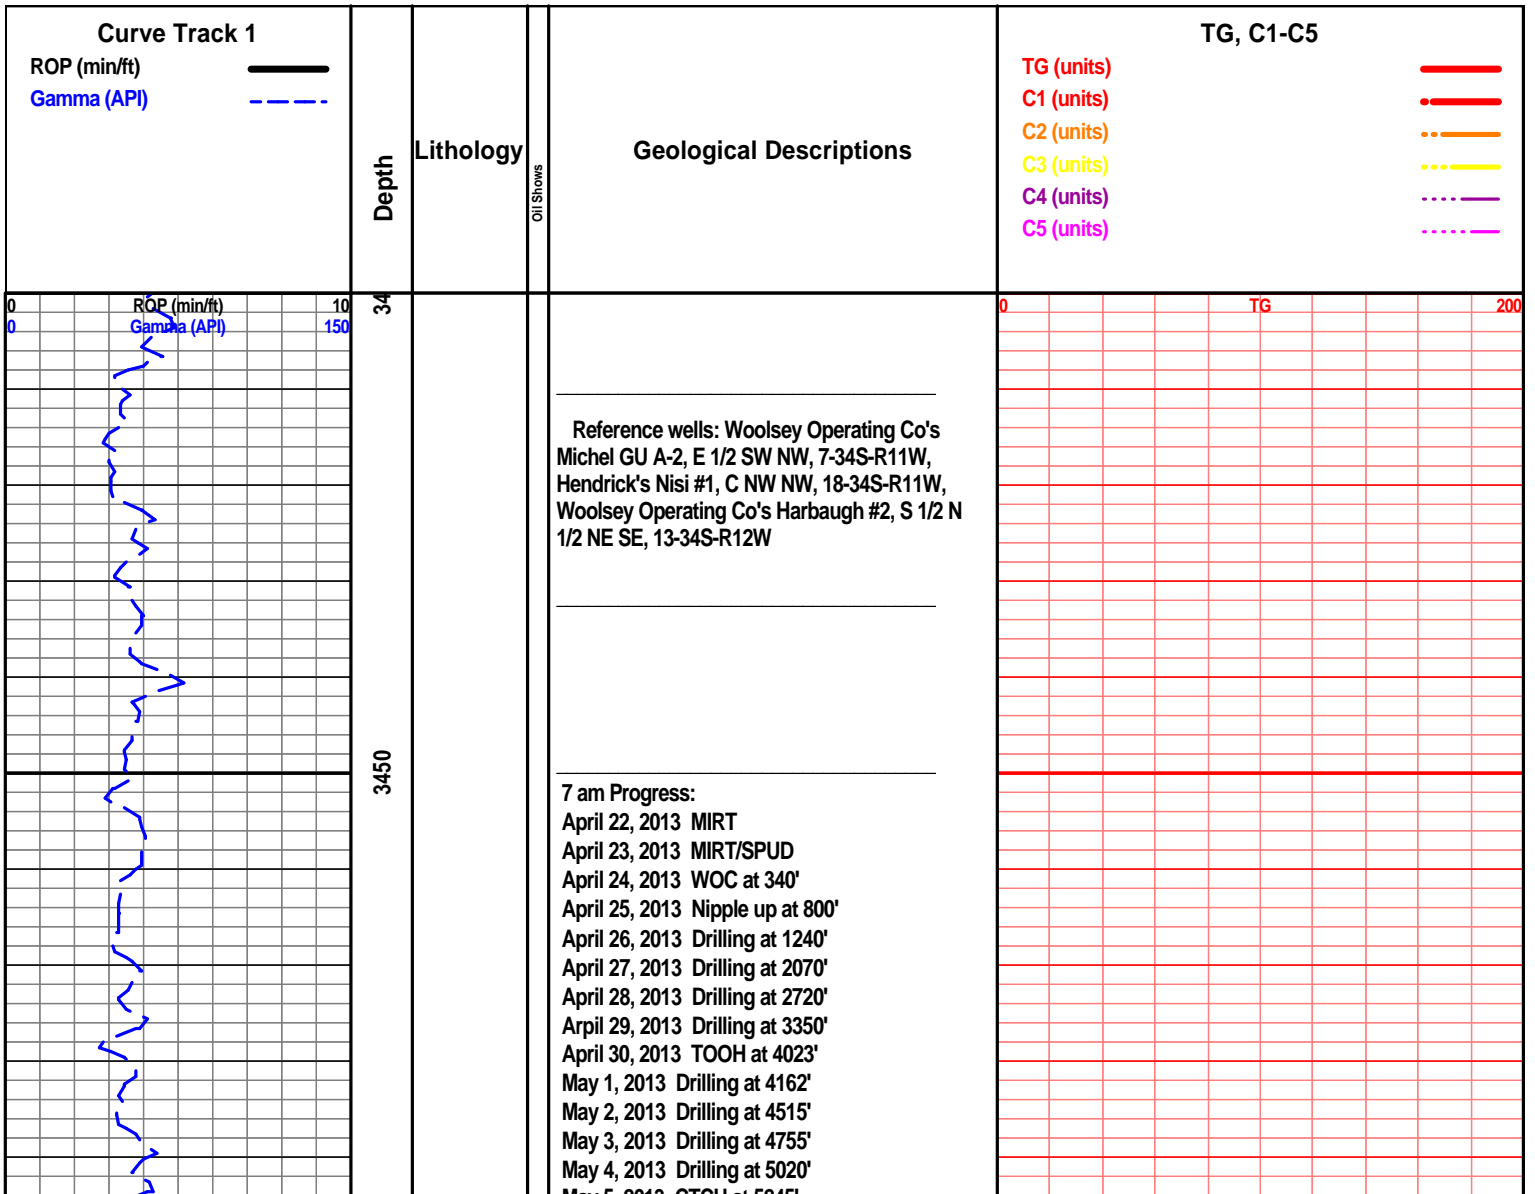 Curve Track 1
ROP (min/ft)
Gamma (API)
Depth
Lithology
Oil Shows
Geological Descriptions
TG, C1-C5
TG (units)
C1 (units)
C2 (units)
C3 (units)
C4 (units)
C5 (units)
0 ROP (min/ft) 10
0 Gamma (API) 150
34
0 TG 200
Reference wells: Woolsey Operating Co's
Michel GU A-2, E 1/2 SW NW, 7-34S-R11W,
Hendrick's Nisi #1, C NW NW, 18-34S-R11W,
Woolsey Operating Co's Harbaugh #2, S 1/2 N
1/2 NE SE, 13-34S-R12W
3450
7 am Progress:
April 22, 2013 MIRT
April 23, 2013 MIRT/SPUD
April 24, 2013 WOC at 340'
April 25, 2013 Nipple up at 800'
April 26, 2013 Drilling at 1240'
April 27, 2013 Drilling at 2070'
April 28, 2013 Drilling at 2720'
Arpil 29, 2013 Drilling at 3350'
April 30, 2013 TOOH at 4023'
May 1, 2013 Drilling at 4162'
May 2, 2013 Drilling at 4515'
May 3, 2013 Drilling at 4755'
May 4, 2013 Drilling at 5020'
May 5, 2013 CTCH at 5245'